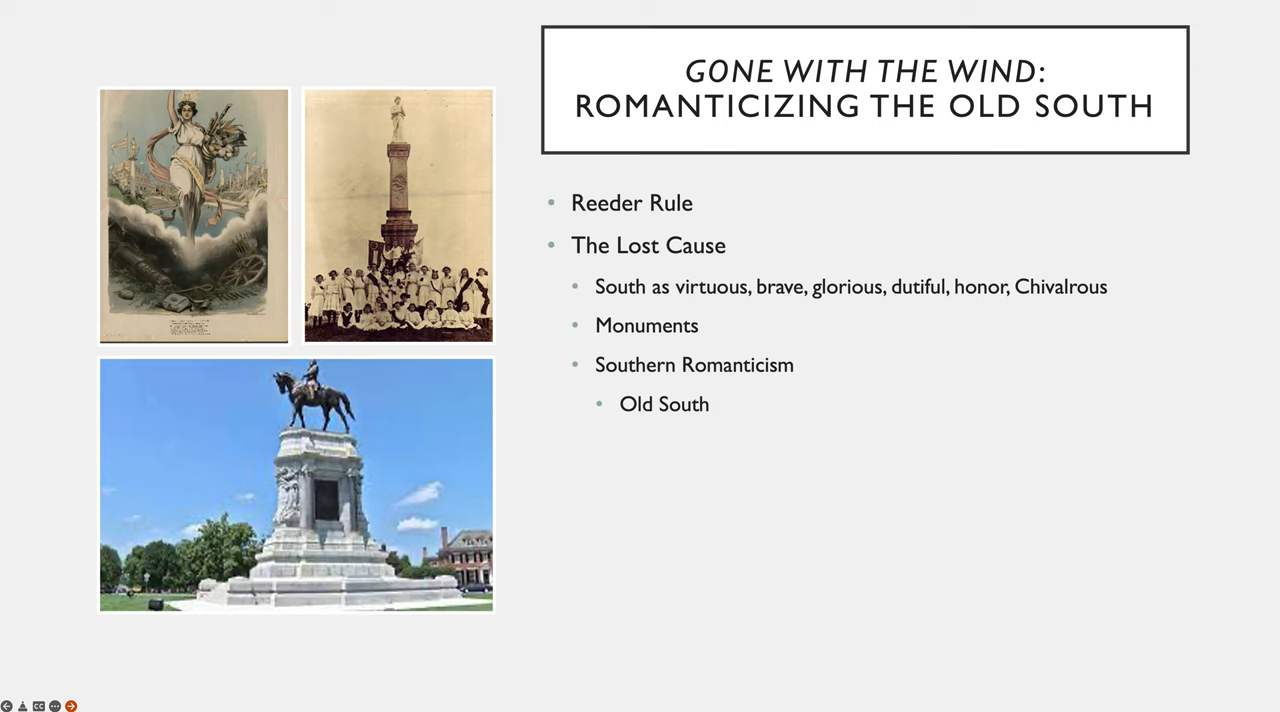 GONE WITH THE WIND:
ROMANTICIZING THE OLD SOUTH
• Reeder Rule
• The Lost Cause
• South as virtuous, brave, glorious, dutiful, honor, Chivalrous
• Monuments
• Southern Romanticism
• Old South
CC